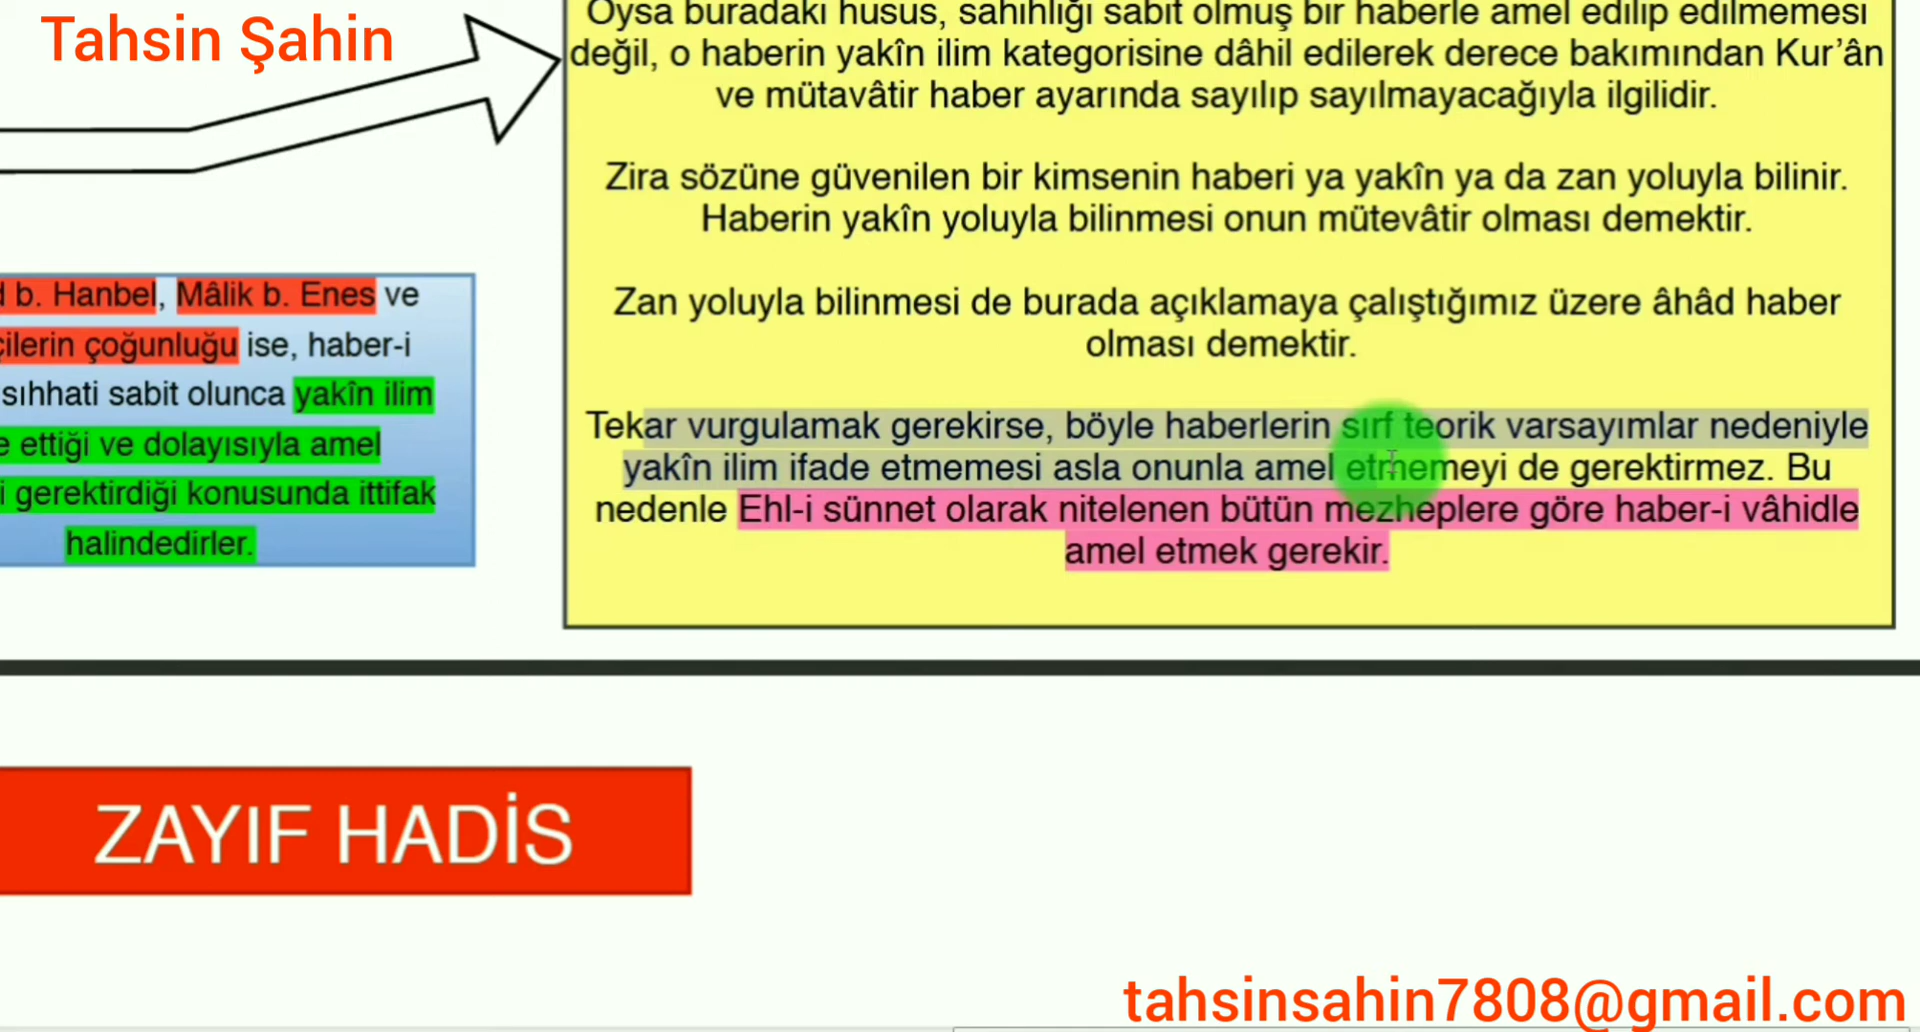 Tahsin Şahin
Oysa buradaki husus, sahihliği sabit olmuş bir haberle amel edilip edilmemesi
değil, o haberin yakîn ilim kategorisine dâhil edilerek derece bakımından Kur’ân
ve mütavâtir haber ayarında sayılıp sayılmayacağıyla ilgilidir.
Zira sözüne güvenilen bir kimsenin haberi ya yakîn ya da zan yoluyla bilinir.
Haberin yakîn yoluyla bilinmesi onun mütevâtir olması demektir.
Zan yoluyla bilinmesi de burada açıklamaya çalıştığımız üzere âhâd haber
olması demektir.
Tekar vurgulamak gerekirse, böyle haberlerin sırf teorik varsayımlar nedeniyle
yakîn ilim ifade etmemesi asla onunla amel etmemeyi de gerektirmez. Bu
nedenle Ehl-i sünnet olarak nitelenen bütün mezheplere göre haber-i vâhidle
amel etmek gerekir.
b. Hanbel, Mâlik b. Enes ve
çoğunluğu ise, haber-i
sıhhati sabit olunca yakîn ilim
ettiği ve dolayısıyla amel
gerektirdiği konusunda ittifak
halindedirler.
ZAYIF HADİS
tahsinsahin7808@gmail.com